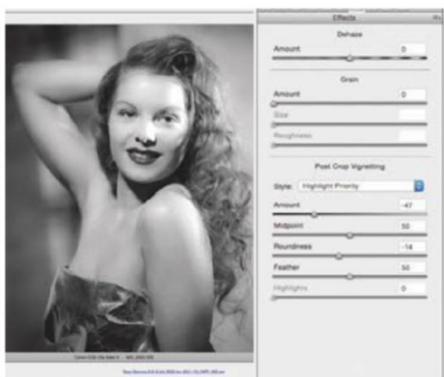 Effects
Dehaze
Amount 0
Grain
Amount 0
Size
Roughness
Post Crop Vignetting
Style: Highlight Priority
Amount -47
Midpoint 50
Roundness -14
Feather 50
Highlights 0